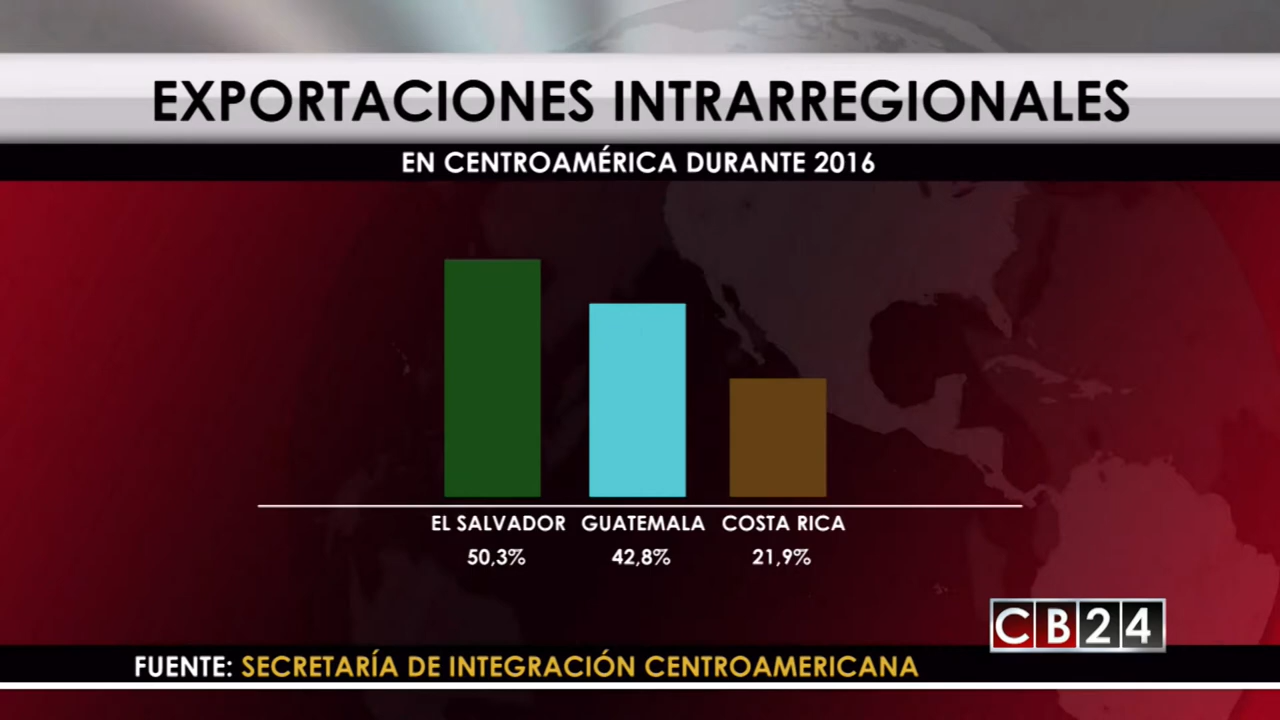 EXPORTACIONES INTRARREGIONALES
EN CENTROAMÉRICA DURANTE 2016
EL SALVADOR GUATEMALA COSTA RICA
50,3% 42,8% 21,9%
CB24
FUENTE: SECRETARÍA DE INTEGRACIÓN CENTROAMERICANA